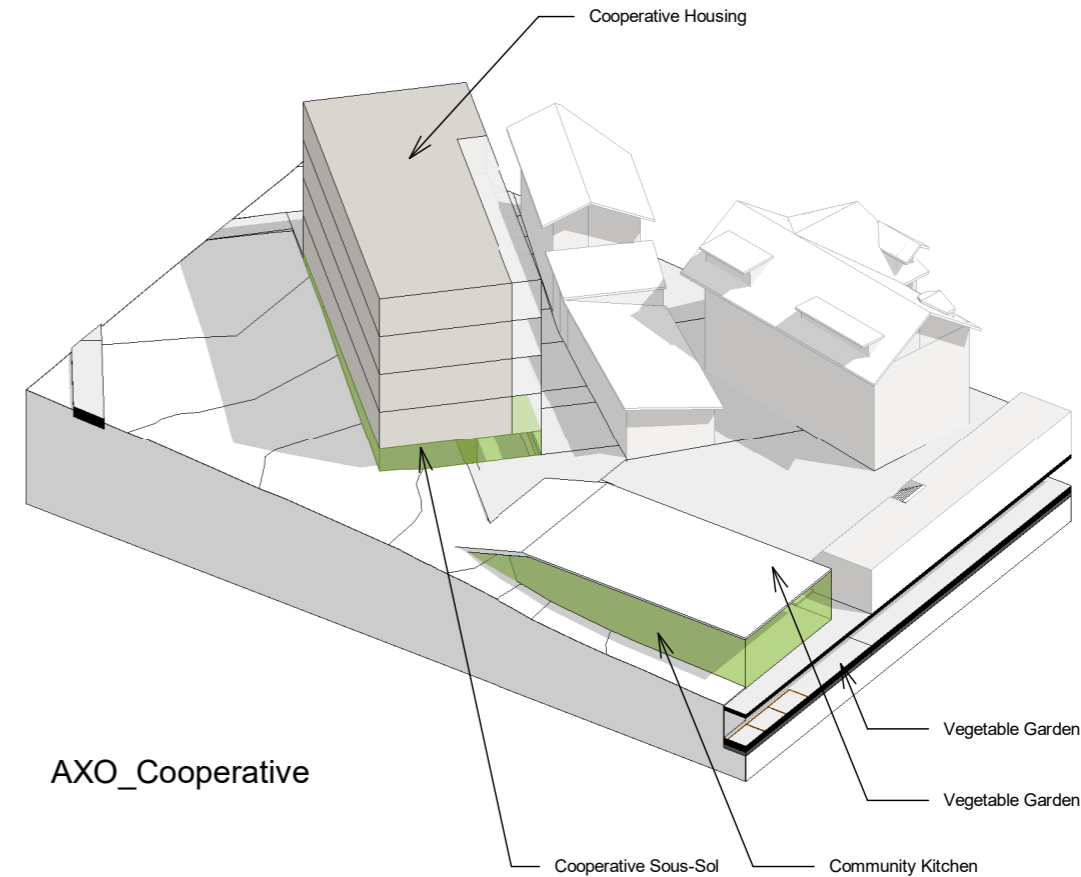 Cooperative Housing
Vegetable Garden
AXO_Cooperative
Vegetable Garden
Cooperative Sous-Sol
Community Kitchen